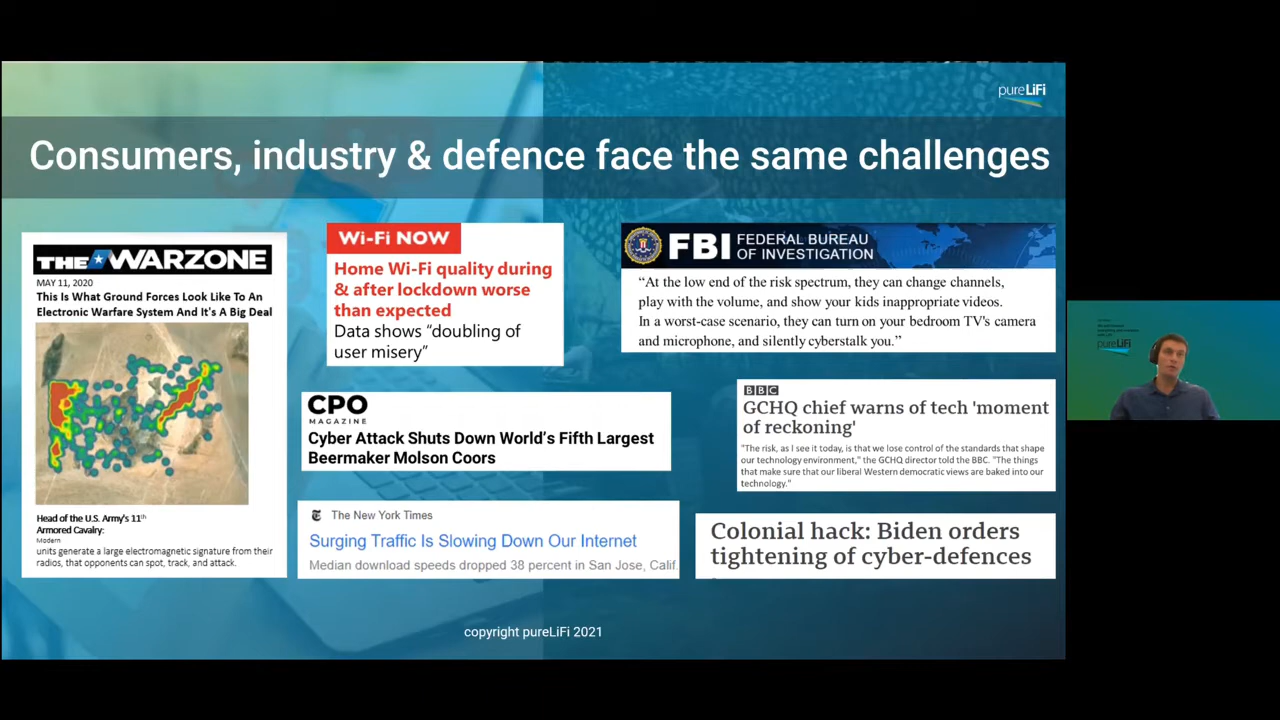 pureLiFi
Consumers, industry & defence face the same challenges
THE WARZONE
MAY 11, 2020
This Is What Ground Forces Look Like To An
Electronic Warfare System And It's A Big Deal
Head of the U.S. Army's 11th
Armored Cavalry:
Modern
units generate a large electromagnetic signature from their
radios, that opponents can spot, track, and attack.
Wi-Fi NOW
Home Wi-Fi quality during
& after lockdown worse
than expected
Data shows "doubling of
user misery"
CPO
MAGAZINE
Cyber Attack Shuts Down World's Fifth Largest
Beermaker Molson Coors
The New York Times
Surging Traffic Is Slowing Down Our Internet
Median download speeds dropped 38 percent in San Jose, Calif.
FBI FEDERAL BUREAU
OF INVESTIGATION
“At the low end of the risk spectrum, they can change channels,
play with the volume, and show your kids inappropriate videos.
In a worst-case scenario, they can turn on your bedroom TV's camera
and microphone, and silently cyberstalk you.”
BBC
GCHQ chief warns of tech 'moment
of reckoning'
"The risk, as I see it today, is that we lose control of the standards that shape
our technology environment," the GCHQ director told the BBC. "The things
that make sure that our liberal Western democratic views are baked into our
technology."
Colonial hack: Biden orders
tightening of cyber-defences
copyright pureLiFi 2021
pureLiFi